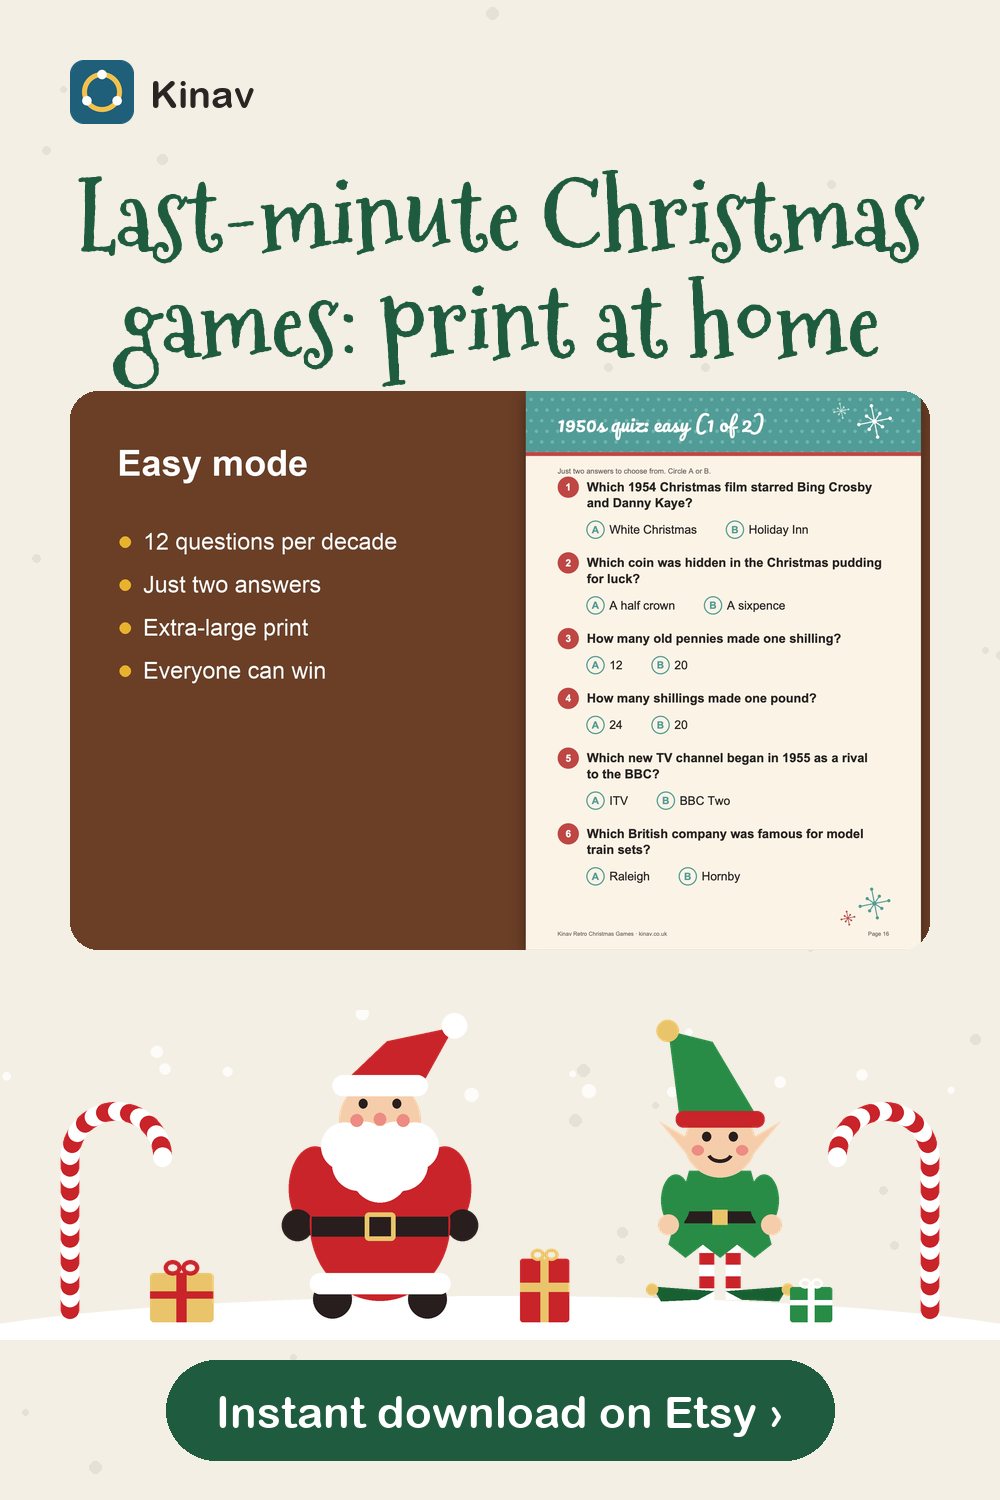 Kinav
Last-minute Christmas
games: print at home
Easy mode
12 questions per decade
Just two answers
Extra-large print
Everyone can win
1950s quiz: easy (1 of 2)
Just two answers to choose from. Circle A or B.
1 Which 1954 Christmas film starred Bing Crosby
and Danny Kaye?
A White Christmas B Holiday Inn
2 Which coin was hidden in the Christmas pudding
for luck?
A A half crown B A sixpence
3 How many old pennies made one shilling?
A 12 B 20
4 How many shillings made one pound?
A 24 B 20
5 Which new TV channel began in 1955 as a rival
to the BBC?
A ITV B BBC Two
6 Which British company was famous for model
train sets?
A Raleigh B Hornby
Kinav Retro Christmas Games · kinav.co.uk Page 16
Instant download on Etsy ›